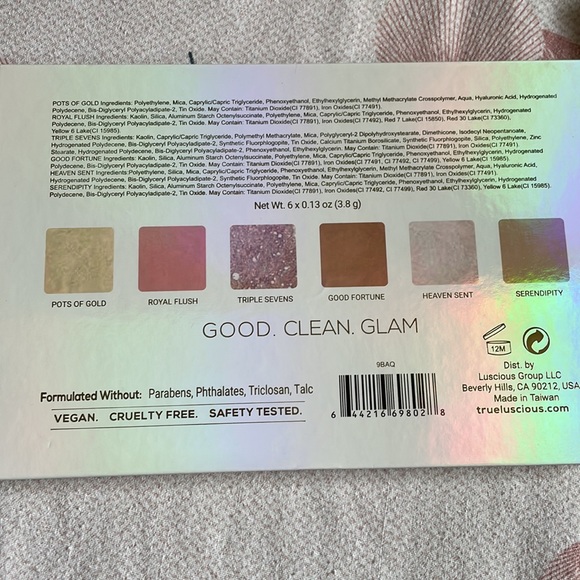 POTS OF GOLD Ingredients: Polyethylene, Mica, Caprylic/Capric Triglyceride, Phenoxyethanol, Ethylhexylglycerin, Methyl Methacrylate Crosspolymer, Aqua, Hyaluronic Acid, Hydrogenated
Polydecene, Bis-Diglyceryl Polyacyladipate-2, Tin Oxide. May Contain: Titanium Dioxide(CI 77891), Iron Oxides(CI 77491).
ROYAL FLUSH Ingredients: Kaolin, Silica, Aluminum Starch Octenylsuccinate, Polyethylene, Mica, Caprylic/Capric Triglyceride, Phenoxyethanol, Ethylhexylglycerin, Hydrogenated
Polydecene, Bis-Diglyceryl Polyacyladipate-2, Tin Oxide. May Contain: Titanium Dioxide(CI 77891), Iron Oxides(CI 77492), Red 7 Lake(CI 15850), Red 30 Lake(CI 73360),
Yellow 6 Lake(CI 15985).
TRIPLE SEVENS Ingredients: Kaolin, Caprylic/Capric Triglyceride, Polymethyl Methacrylate, Mica, Polyglyceryl-2 Dipolyhydroxystearate, Dimethicone, Isodecyl Neopentanoate,
Hydrogenated Polydecene, Bis-Diglyceryl Polyacyladipate-2, Synthetic Fluorphlogopite, Tin Oxide, Calcium Titanium Borosilicate, Synthetic Fluorphlogopite, Silica, Polyethylene, Zinc
Stearate, Hydrogenated Polydecene, Bis-Diglyceryl Polyacyladipate-2, Phenoxyethanol, Ethylhexylglycerin, May Contain: Titanium Dioxide(CI 77891), Iron Oxides(CI 77491).
GOOD FORTUNE Ingredients: Kaolin, Silica, Aluminum Starch Octenylsuccinate, Polyethylene, Mica, Caprylic/Capric Triglyceride, Phenoxyethanol, Ethylhexylglycerin, Hydrogenated
Polydecene, Bis-Diglyceryl Polyacyladipate-2, Tin Oxide. May Contain: Titanium Dioxide(CI 77891), Iron Oxides(CI 77491, CI 77492, CI 77499), Yellow 6 Lake(CI 15985).
HEAVEN SENT Ingredients: Polyethylene, Silica, Mica, Caprylic/Capric Triglyceride, Phenoxyethanol, Ethylhexylglycerin, Methyl Methacrylate Crosspolymer, Aqua, Hyaluronic Acid,
Hydrogenated Polydecene, Bis-Diglyceryl Polyacyladipate-2, Synthetic Fluorphlogopite, Tin Oxide. May Contain: Titanium Dioxide(CI 77891), Iron Oxides(CI 77491).
SERENDIPITY Ingredients: Kaolin, Silica, Aluminum Starch Octenylsuccinate, Polyethylene, Mica, Caprylic/Capric Triglyceride, Phenoxyethanol, Ethylhexylglycerin, Hydrogenated
Polydecene, Bis-Diglyceryl Polyacyladipate-2, Tin Oxide. May Contain: Titanium Dioxide(CI 77891), Iron Oxides(CI 77492, CI 77499), Red 30 Lake(CI 73360), Yellow 6 Lake(CI 15985).
Net Wt. 6 x 0.13 oz (3.8 g)
POTS OF GOLD
ROYAL FLUSH
TRIPLE SEVENS
GOOD FORTUNE
HEAVEN SENT
SERENDIPITY
GOOD. CLEAN. GLAM
12M
9BAQ
Dist. by
Luscious Group LLC
Beverly Hills, CA 90212, USA
Made in Taiwan
trueluscious.com
Formulated Without: Parabens, Phthalates, Triclosan, Talc
VEGAN. CRUELTY FREE. SAFETY TESTED.
6 44216 69802 8